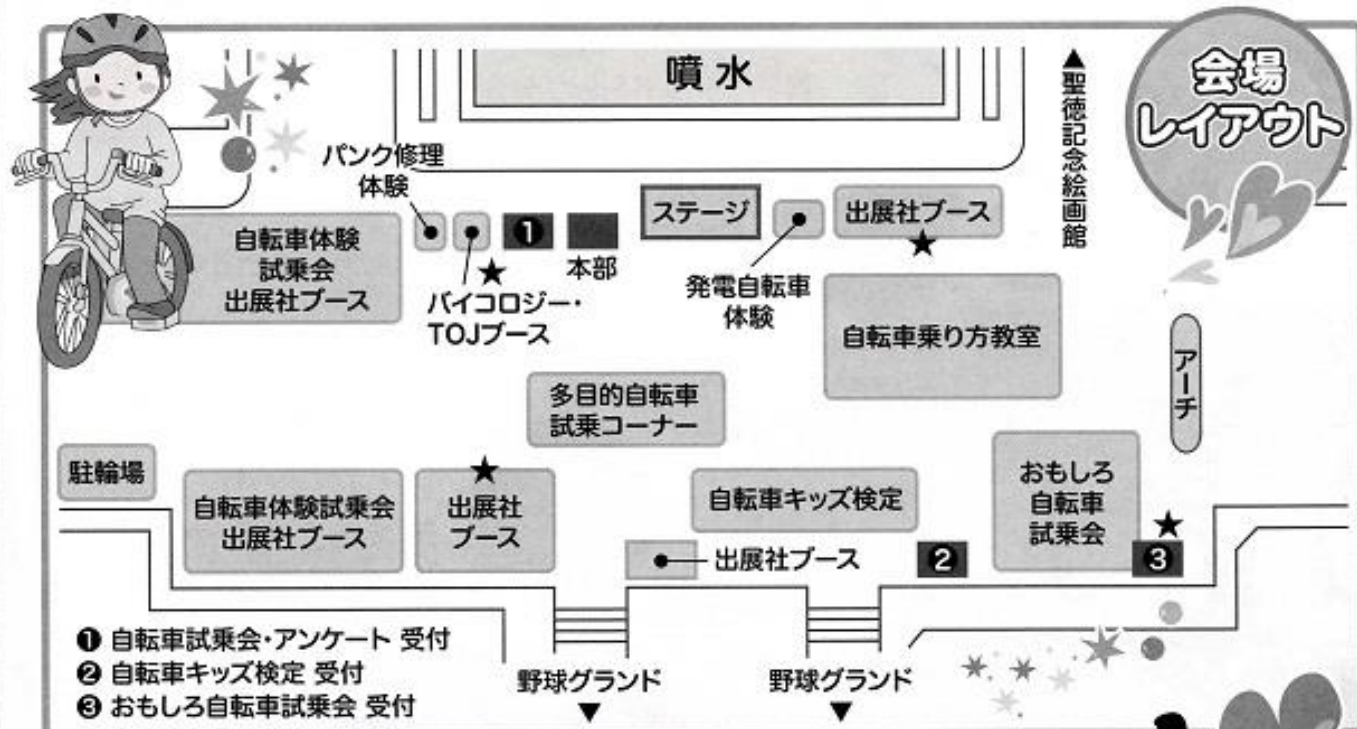 会場
レイアウト
噴水
▲聖徳記念絵画館
パンク修理
体験
ステージ
出展社ブース
★
自転車体験
試乗会
出展社ブース
❶
本部
★
バイコロジー・
TOJブース
発電自転車
体験
自転車乗り方教室
アーチ
多目的自転車
試乗コーナー
駐輪場
自転車体験試乗会
出展社ブース
★
出展社
ブース
自転車キッズ検定
おもしろ
自転車
試乗会
★
出展社ブース
❷
❸
❶ 自転車試乗会・アンケート 受付
❷ 自転車キッズ検定 受付
❸ おもしろ自転車試乗会 受付
野球グランド
▼
野球グランド
▼